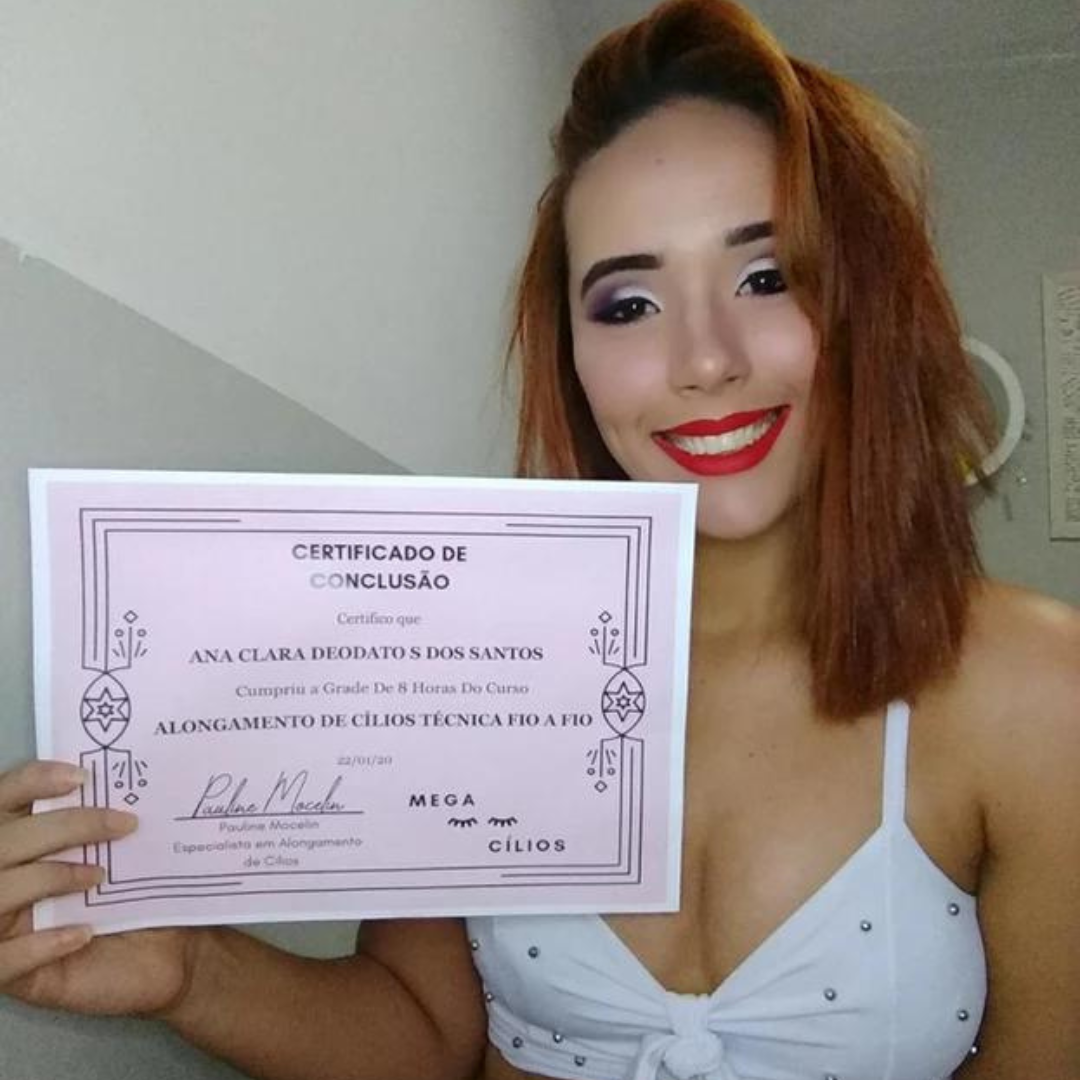 CERTIFICADO DE
CONCLUSÃO
Certifico que
ANA CLARA DEODATO S DOS SANTOS
Cumpriu a Grade De 8 Horas Do Curso
ALONGAMENTO DE CÍLIOS TÉCNICA FIO A FIO
22/01/20
Pauline Mocelin
Pauline Mocelin
Especialista em Alongamento
de Cílios
MEGA
CÍLIOS